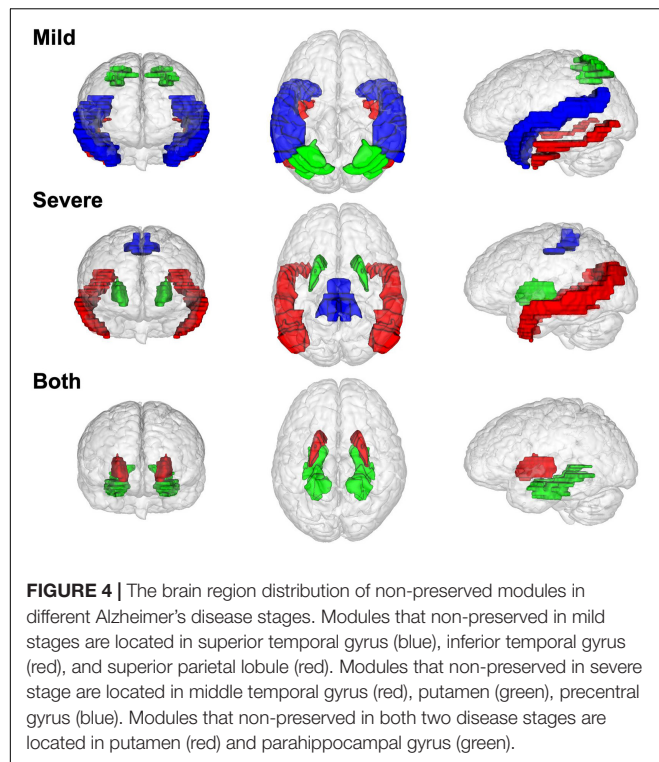 Mild
Severe
Both
FIGURE 4 | The brain region distribution of non-preserved modules in
different Alzheimer's disease stages. Modules that non-preserved in mild
stages are located in superior temporal gyrus (blue), inferior temporal gyrus
(red), and superior parietal lobule (red). Modules that non-preserved in severe
stage are located in middle temporal gyrus (red), putamen (green), precentral
gyrus (blue). Modules that non-preserved in both two disease stages are
located in putamen (red) and parahippocampal gyrus (green).